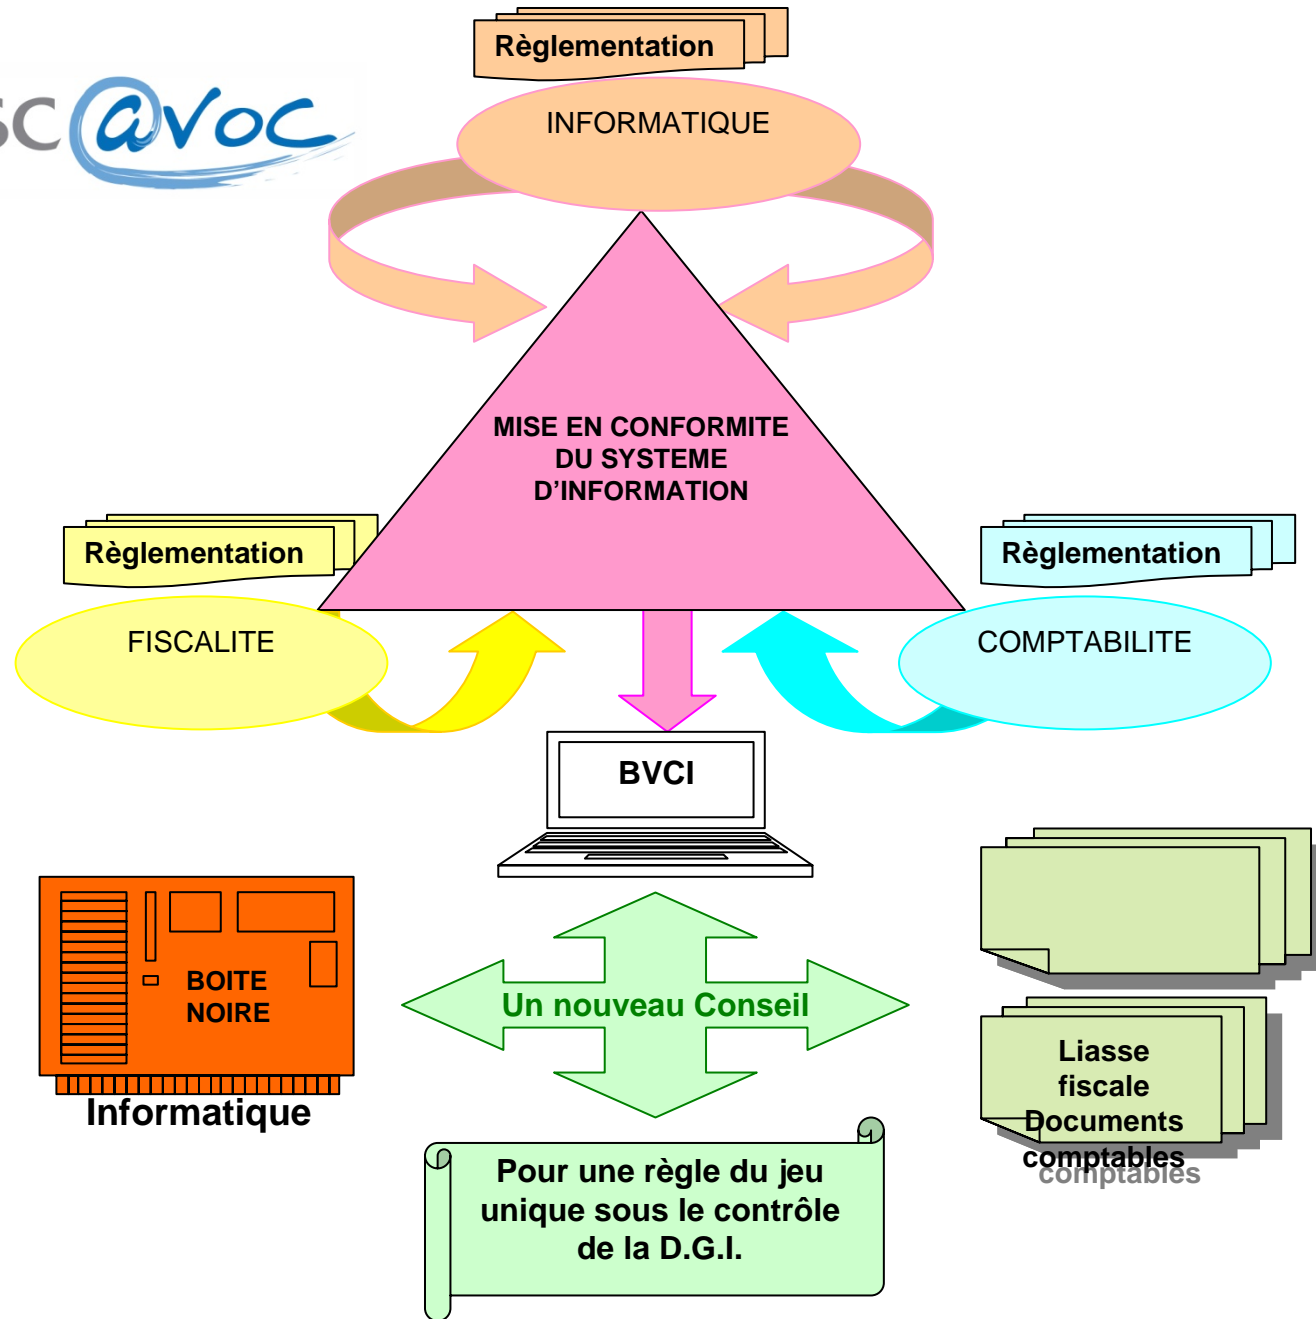 Règlementation
sc@voc
INFORMATIQUE
MISE EN CONFORMITE
DU SYSTEME
D'INFORMATION
Règlementation
Règlementation
FISCALITE
COMPTABILITE
BVCI
BOITE
NOIRE
Informatique
Un nouveau Conseil
Liasse
fiscale
Documents
comptables
Pour une règle du jeu
unique sous le contrôle
de la D.G.I.